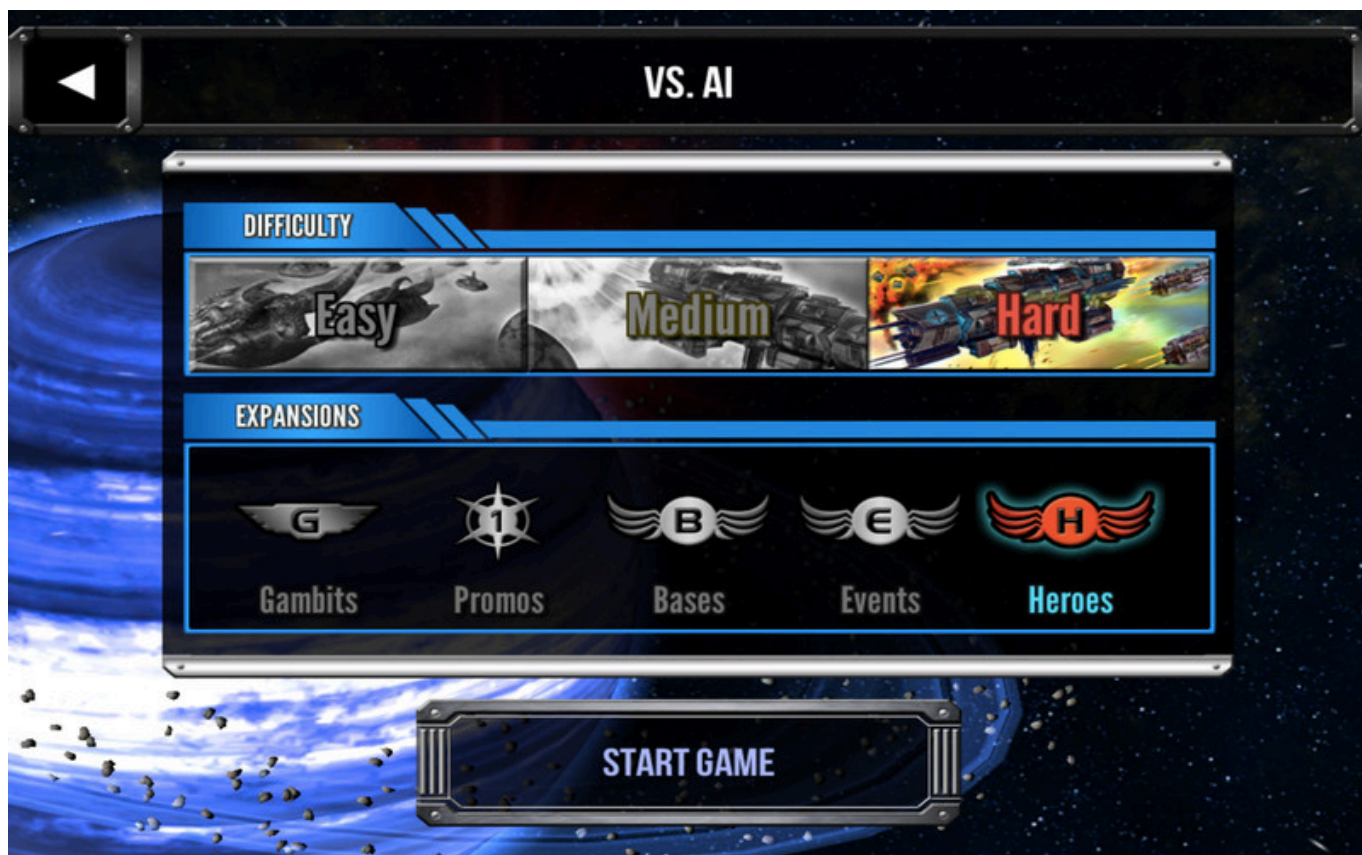 VS. AI
DIFFICULTY
Easy Medium Hard
EXPANSIONS
G 1 B E H
Gambits Promos Bases Events Heroes
START GAME